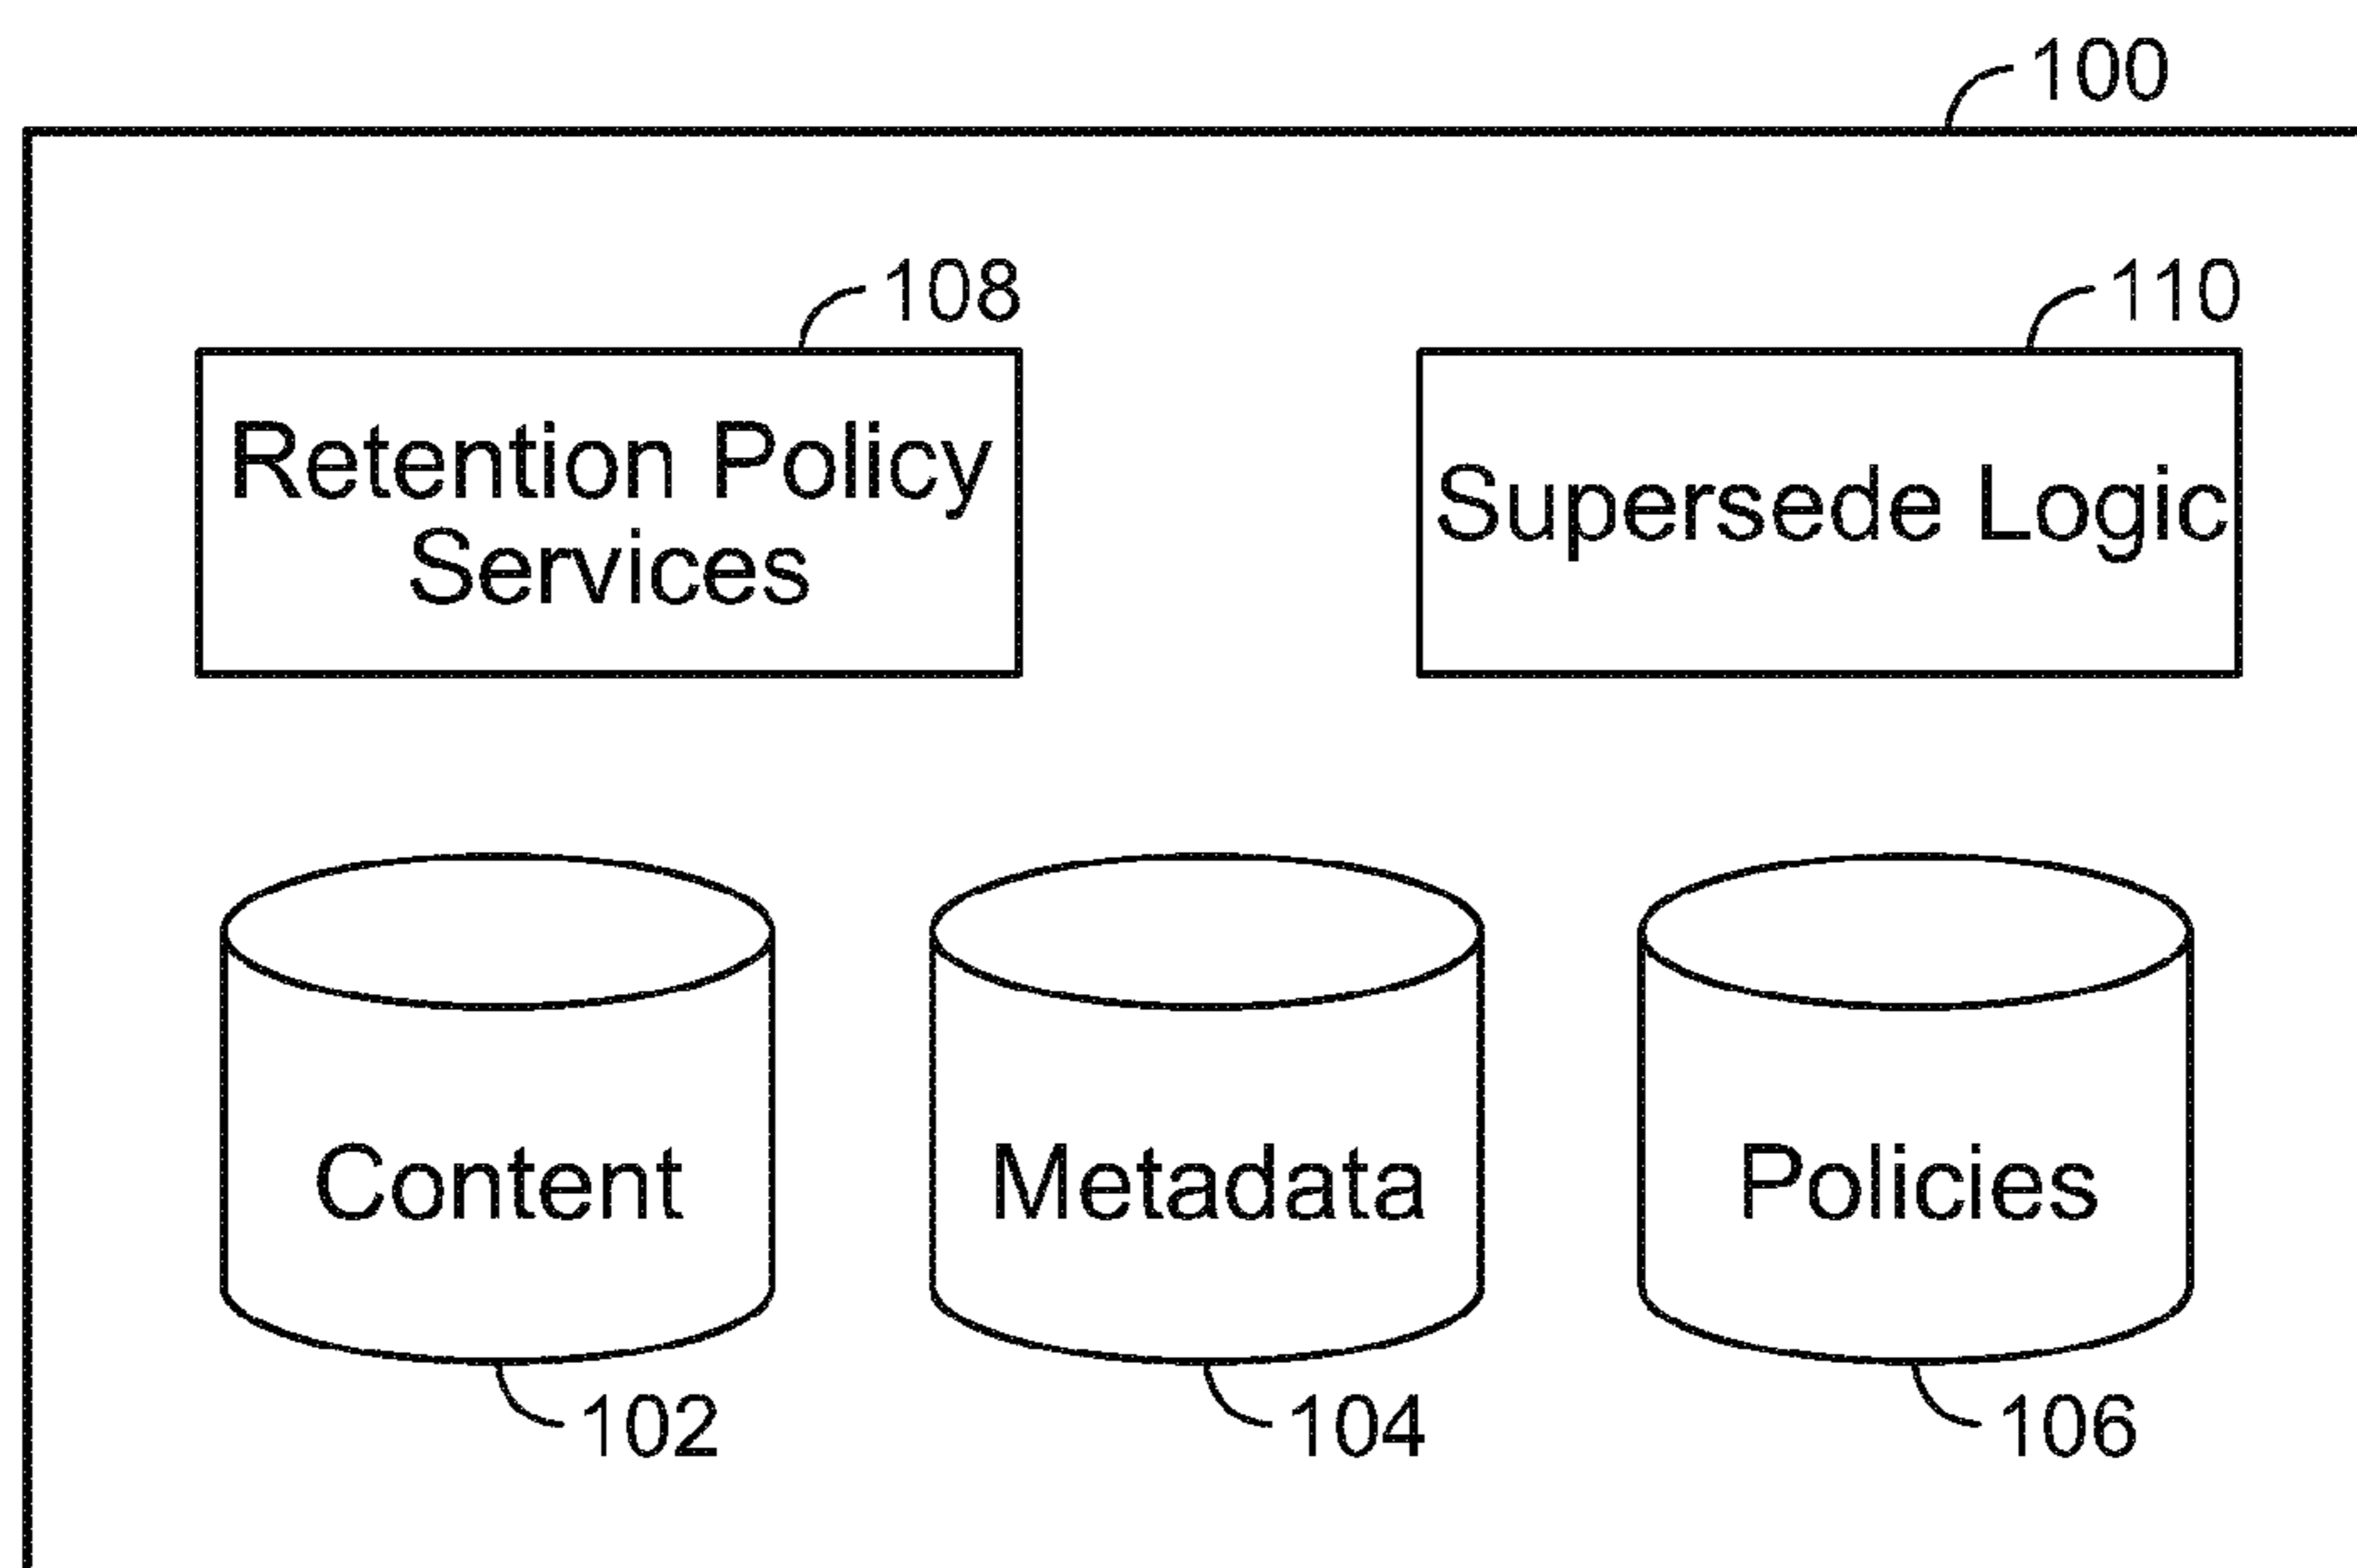 100
108
110
Retention Policy
Services
Supersede Logic
Content
Metadata
Policies
102
104
106